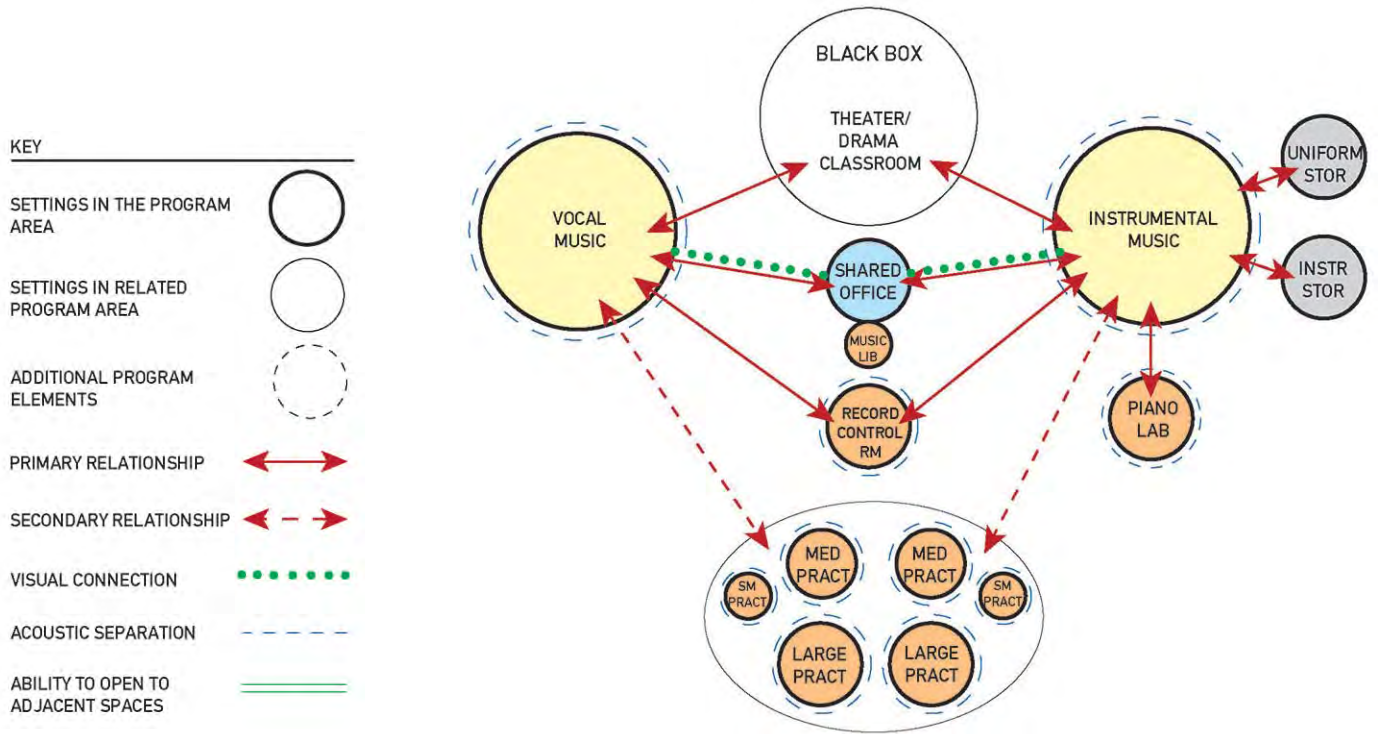 KEY
SETTINGS IN THE PROGRAM
AREA
SETTINGS IN RELATED
PROGRAM AREA
ADDITIONAL PROGRAM
ELEMENTS
PRIMARY RELATIONSHIP
SECONDARY RELATIONSHIP
VISUAL CONNECTION
ACOUSTIC SEPARATION
ABILITY TO OPEN TO
ADJACENT SPACES
BLACK BOX
THEATER/
DRAMA
CLASSROOM
VOCAL
MUSIC
INSTRUMENTAL
MUSIC
UNIFORM
STOR
INSTR
STOR
SHARED
OFFICE
MUSIC
LIB
RECORD
CONTROL
RM
PIANO
LAB
MED
PRACT
MED
PRACT
SM
PRACT
SM
PRACT
LARGE
PRACT
LARGE
PRACT